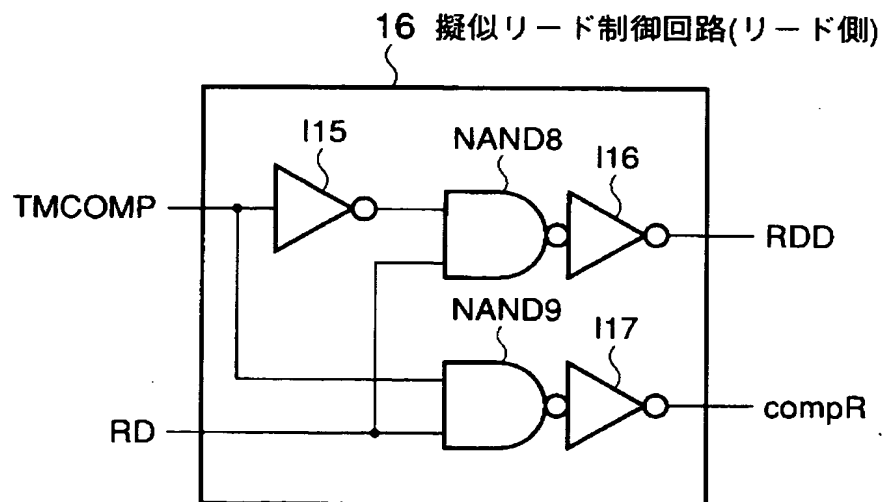 16 擬似リード制御回路(リード側)
I15
NAND8
I16
TMCOMP
RDD
NAND9
I17
compR
RD